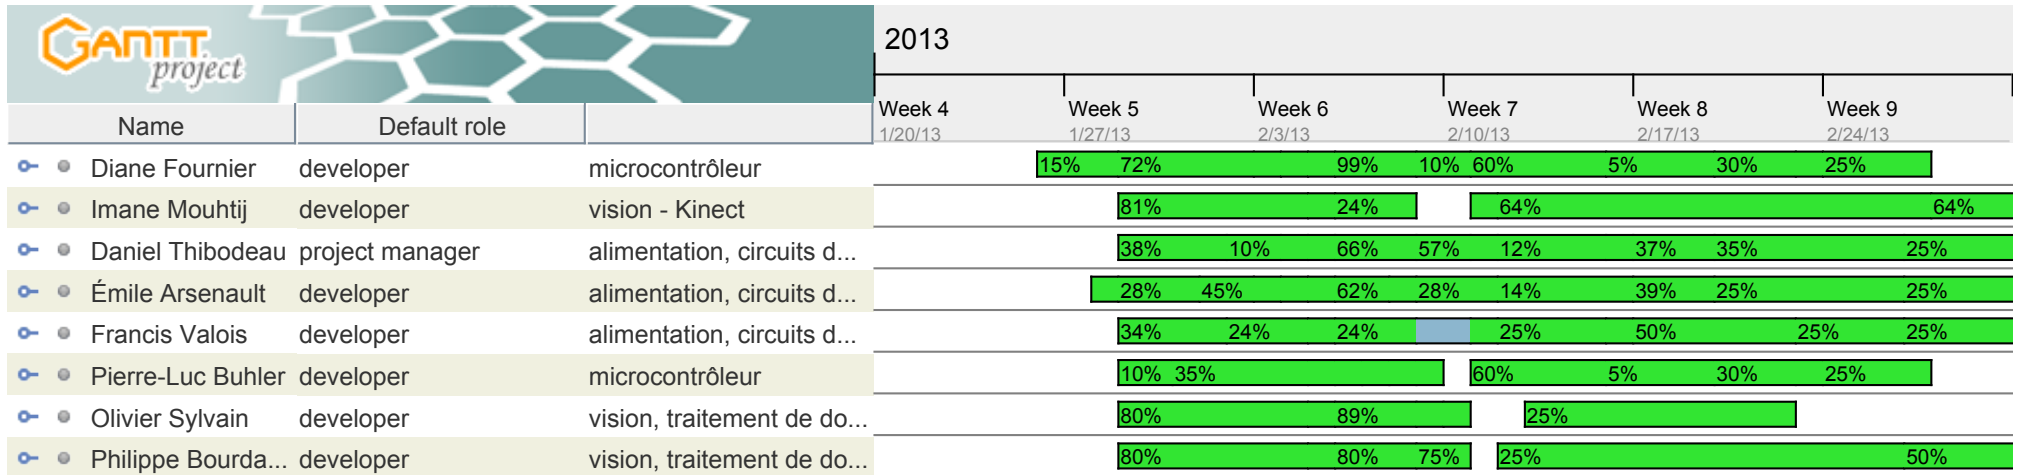 GANTT project
2013
Week 4 Week 5 Week 6 Week 7 Week 8 Week 9
Name Default role
1/20/13 1/27/13 2/3/13 2/10/13 2/17/13 2/24/13
Diane Fournier developer microcontrôleur 15% 72% 99% 10% 60% 5% 30% 25%
Imane Mouhtij developer vision - Kinect 81% 24% 64% 64%
Daniel Thibodeau project manager alimentation, circuits d... 38% 10% 66% 57% 12% 37% 35% 25%
Émile Arsenault developer alimentation, circuits d... 28% 45% 62% 28% 14% 39% 25% 25%
Francis Valois developer alimentation, circuits d... 34% 24% 24% 25% 50% 25% 25%
Pierre-Luc Buhler developer microcontrôleur 10% 35% 60% 5% 30% 25%
Olivier Sylvain developer vision, traitement de do... 80% 89% 25%
Philippe Bourda... developer vision, traitement de do... 80% 80% 75% 25% 50%